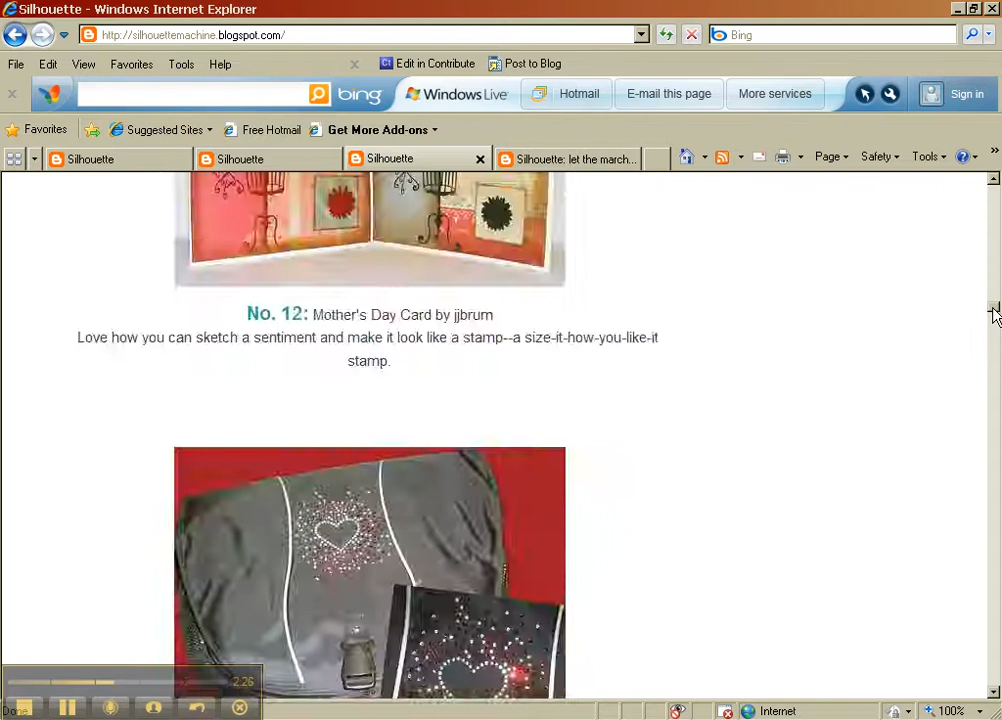 Silhouette - Windows Internet Explorer
http://silhouettemachine.blogspot.com/
Bing
File Edit View Favorites Tools Help
Edit in Contribute Post to Blog
bing Windows Live Hotmail E-mail this page More services Sign in
Favorites Suggested Sites Free Hotmail Get More Add-ons
Silhouette Silhouette Silhouette Silhouette: let the march... Page Safety Tools
No. 12: Mother's Day Card by jjbrum
Love how you can sketch a sentiment and make it look like a stamp--a size-it-how-you-like-it
stamp.
2:26
Done Internet 100%